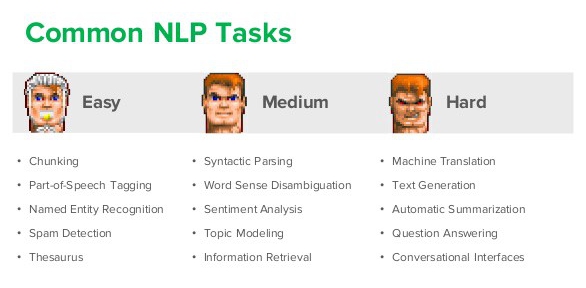 Common NLP Tasks
Easy
Medium
Hard
• Chunking
• Part-of-Speech Tagging
• Named Entity Recognition
• Spam Detection
• Thesaurus
• Syntactic Parsing
• Word Sense Disambiguation
• Sentiment Analysis
• Topic Modeling
• Information Retrieval
• Machine Translation
• Text Generation
• Automatic Summarization
• Question Answering
• Conversational Interfaces